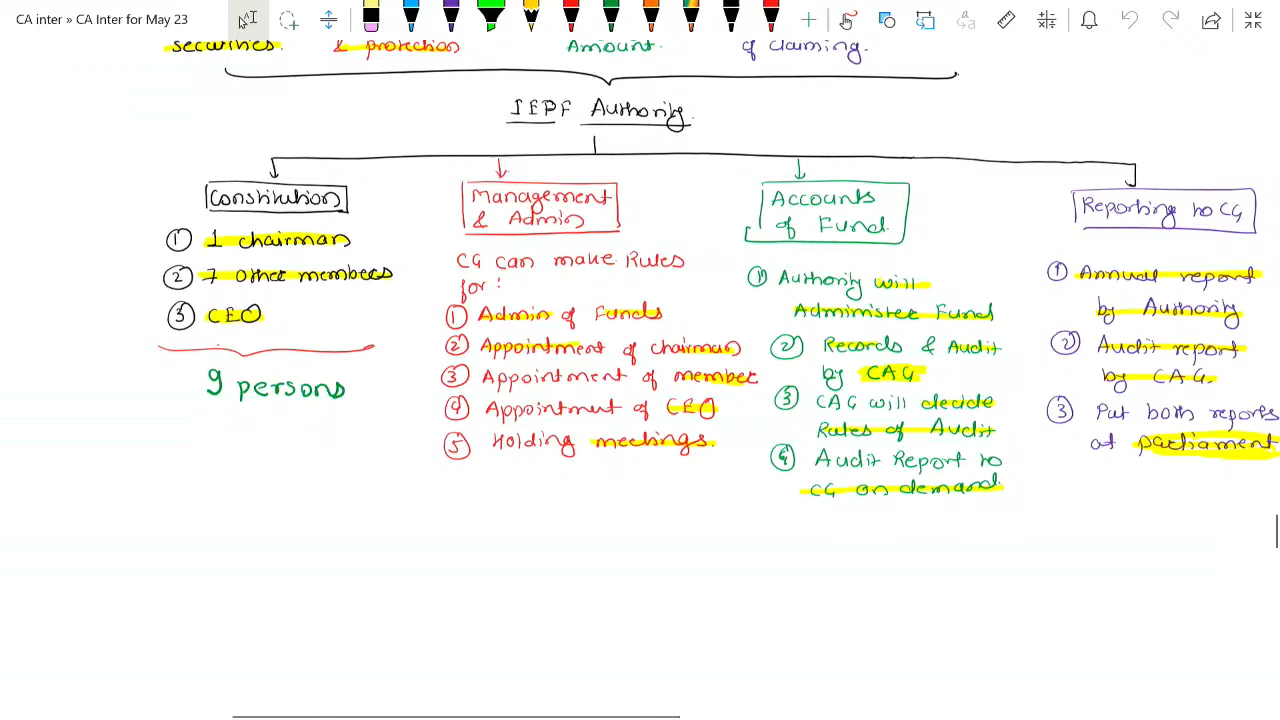 CA inter » CA Inter for May 23
securities.
& protection
Amount.
of claiming.
IEPF Authority.
Constitution
① 1 chairman
② 7 other members
③ CEO
9 persons
Management
& Admin
CG can make Rules
for:
① Admin of Funds
② Appointment of chairman
③ Appointment of member
④ Appointment of CEO
⑤ Holding meetings.
Accounts
of Fund.
① Authority will
Administer Fund
② Records & Audit
by CAG
③ CAG will decide
Rules of Audit
④ Audit Report to
CG on demand.
Reporting to CG
① Annual report
by Authority
② Audit report
by CAG.
③ Put both reports
at parliament